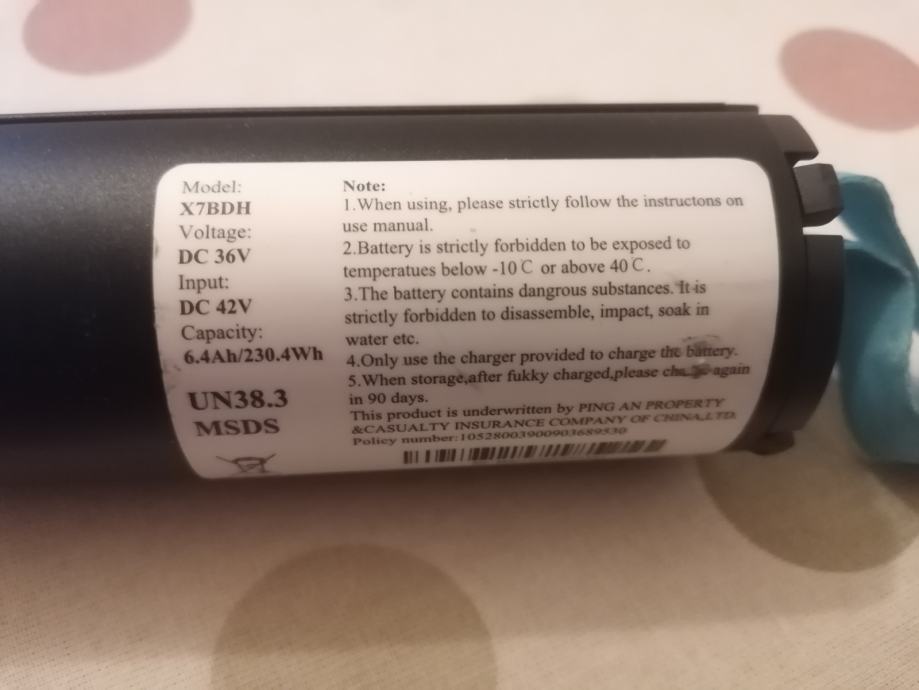 Model:
X7BDH
Voltage:
DC 36V
Input:
DC 42V
Capacity:
6.4Ah/230.4Wh
UN38.3
MSDS
Note:
1.When using, please strictly follow the instructons on
use manual.
2.Battery is strictly forbidden to be exposed to
temperatues below -10℃ or above 40℃.
3.The battery contains dangrous substances. It is
strictly forbidden to disassemble, impact, soak in
water etc.
4.Only use the charger provided to charge the battery.
5.When storage,after fukky charged,please again
in 90 days.
This product is underwritten by PING AN PROPERTY
&CASUALTY INSURANCE COMPANY OF CHINA,LTD.
Policy number:10528003900903689530